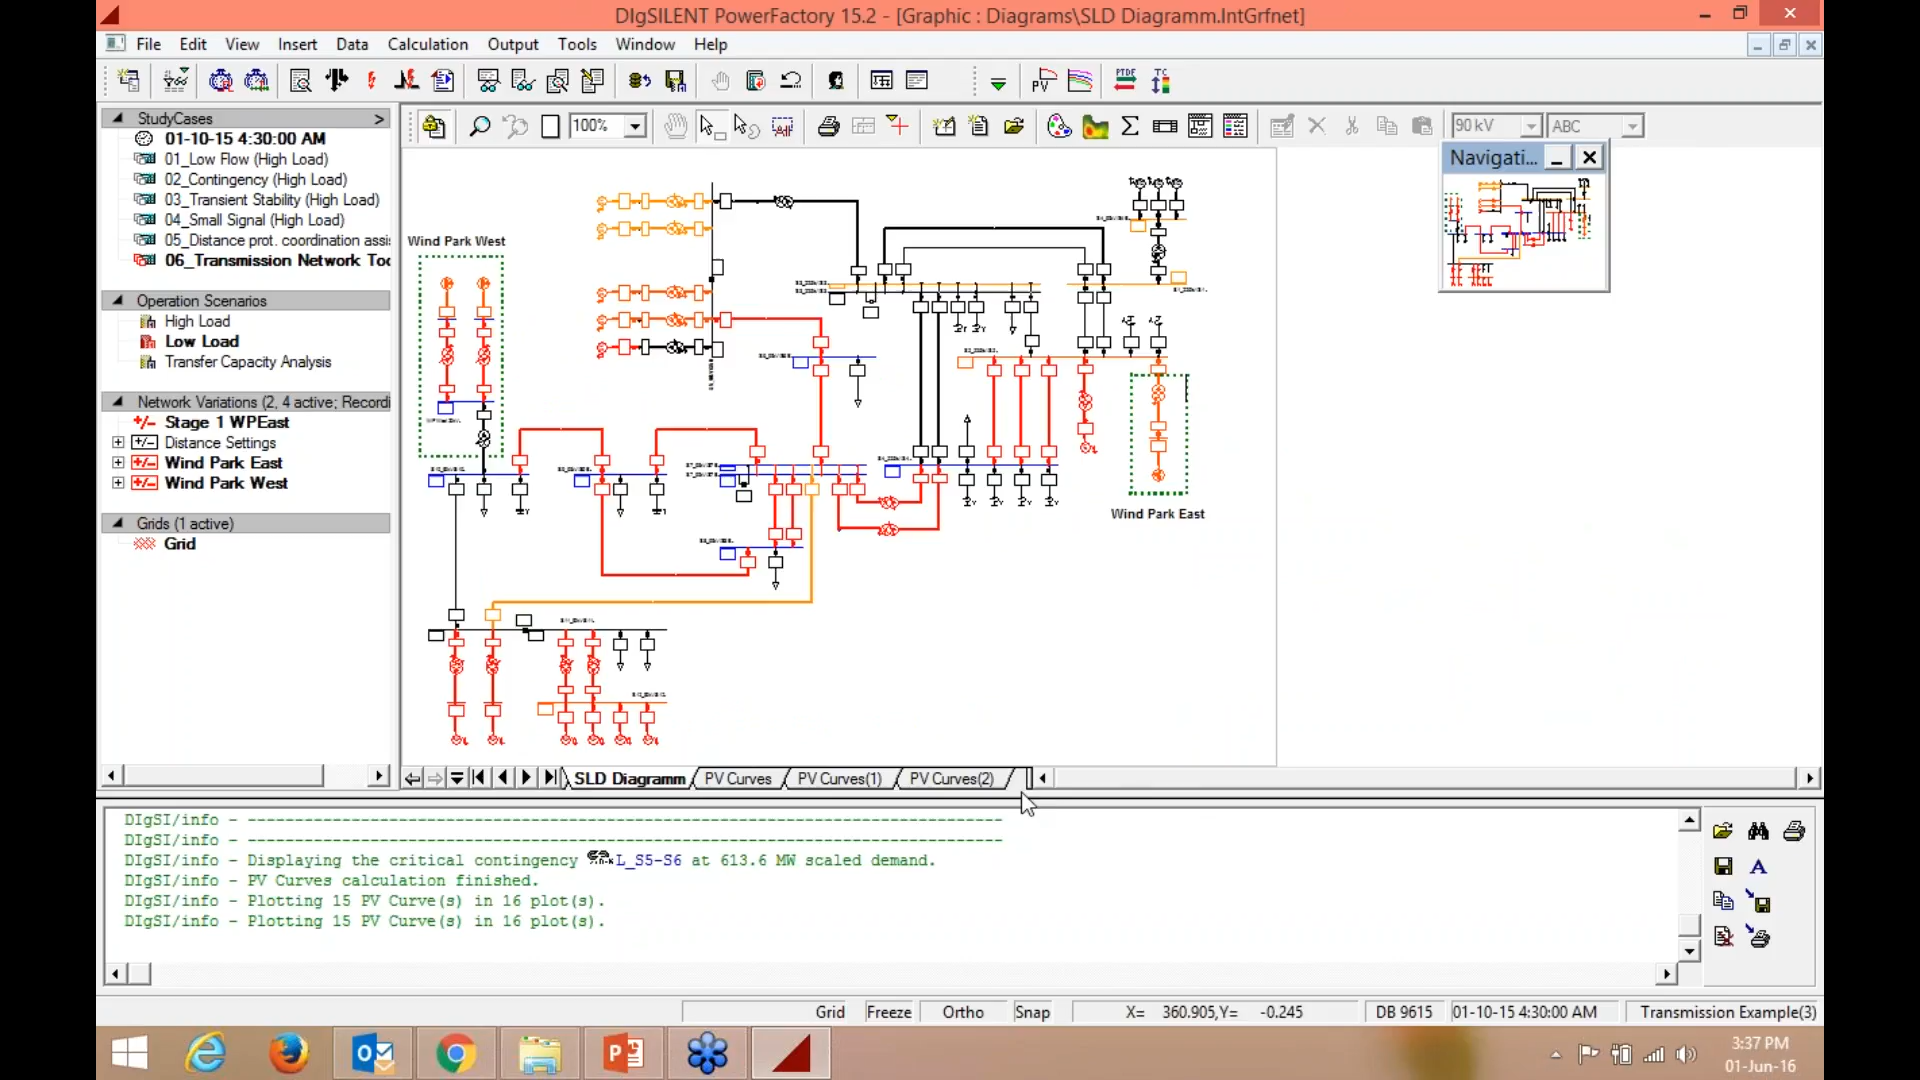 DIgSILENT PowerFactory 15.2 - [Graphic : Diagrams\SLD Diagramm.IntGrfnet]
File Edit View Insert Data Calculation Output Tools Window Help
PV PTDF TC
100%
90 kV ABC
StudyCases >
01-10-15 4:30:00 AM
01_Low Flow (High Load)
02_Contingency (High Load)
03_Transient Stability (High Load)
04_Small Signal (High Load)
05_Distance prot. coordination assi
06_Transmission Network Too
Operation Scenarios
High Load
Low Load
Transfer Capacity Analysis
Network Variations (2, 4 active; Recordi
Stage 1 WPEast
Distance Settings
Wind Park East
Wind Park West
Grids (1 active)
Grid
Navigati...
Wind Park West
Wind Park East
SLD Diagramm PV Curves PV Curves(1) PV Curves(2)
DIgSI/info - --------------------------------------------------------------------------------
DIgSI/info - --------------------------------------------------------------------------------
DIgSI/info - Displaying the critical contingency L_S5-S6 at 613.6 MW scaled demand.
DIgSI/info - PV Curves calculation finished.
DIgSI/info - Plotting 15 PV Curve(s) in 16 plot(s).
DIgSI/info - Plotting 15 PV Curve(s) in 16 plot(s).
Grid Freeze Ortho Snap X= 360.905,Y= -0.245 DB 9615 01-10-15 4:30:00 AM Transmission Example(3)
3:37 PM
01-Jun-16